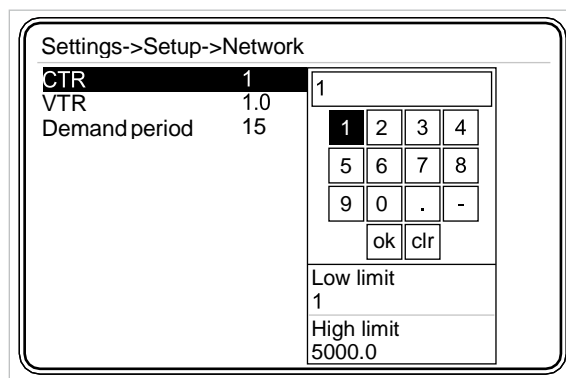 Settings->Setup->Network
CTR 1
VTR 1.0
Demand period 15
1
1 2 3 4
5 6 7 8
9 0 . -
ok clr
Low limit
1
High limit
5000.0